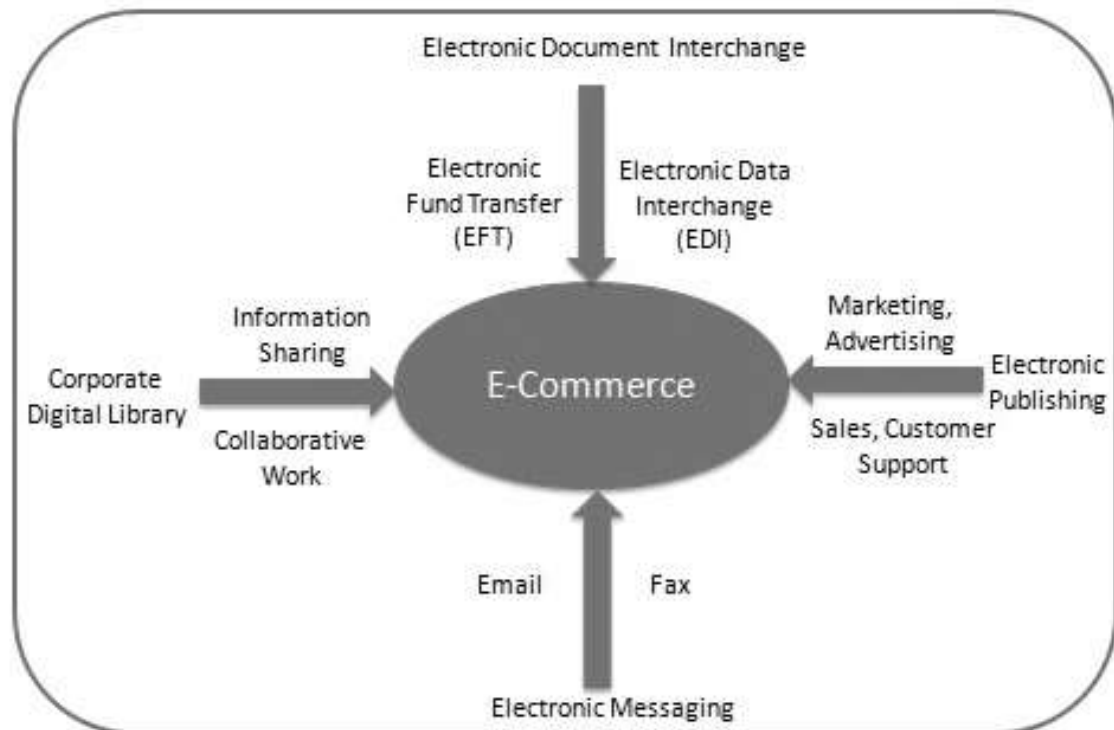 Electronic Document Interchange
Electronic
Fund Transfer
(EFT)
Electronic Data
Interchange
(EDI)
Information
Sharing
Corporate
Digital Library
Collaborative
Work
E-Commerce
Marketing,
Advertising
Electronic
Publishing
Sales, Customer
Support
Email
Fax
Electronic Messaging